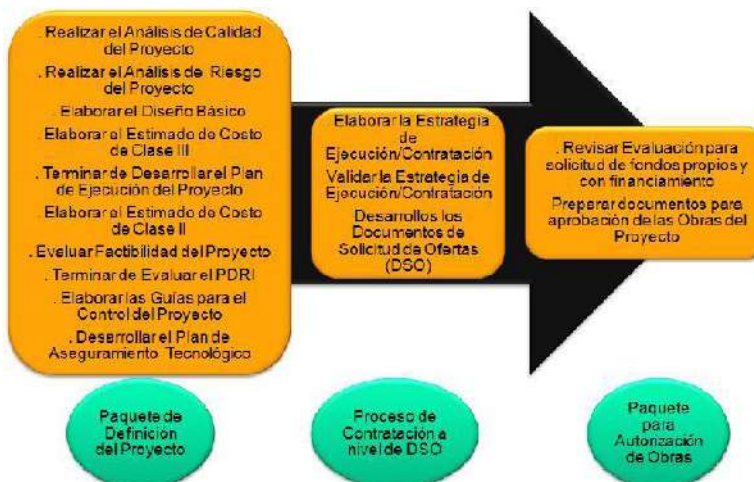 . Realizar el Análisis de Calidad
del Proyecto
. Realizar el Análisis de Riesgo
del Proyecto
. Elaborar el Diseño Básico
. Elaborar el Estimado de Costo
de Clase III
. Terminar de Desarrollar el Plan
de Ejecución del Proyecto
. Elaborar el Estimado de Costo
de Clase II
. Evaluar Factibilidad del Proyecto
. Terminar de Evaluar el PDRI
. Elaborar las Guías para el
Control del Proyecto
. Desarrollar el Plan de
Aseguramiento Tecnológico
Elaborar la Estrategia
de
Ejecución/Contratación
Validar la Estrategia de
Ejecución/Contratación
Desarrollos los
Documentos de
Solicitud de Ofertas
(DSO)
. Revisar Evaluación para
solicitud de fondos propios y
con financiamiento
Preparar documentos para
aprobación de las Obras del
Proyecto
Paquete de
Definición
del Proyecto
Proceso de
Contratación a
nivel de DSO
Paquete
para
Autorización
de Obras